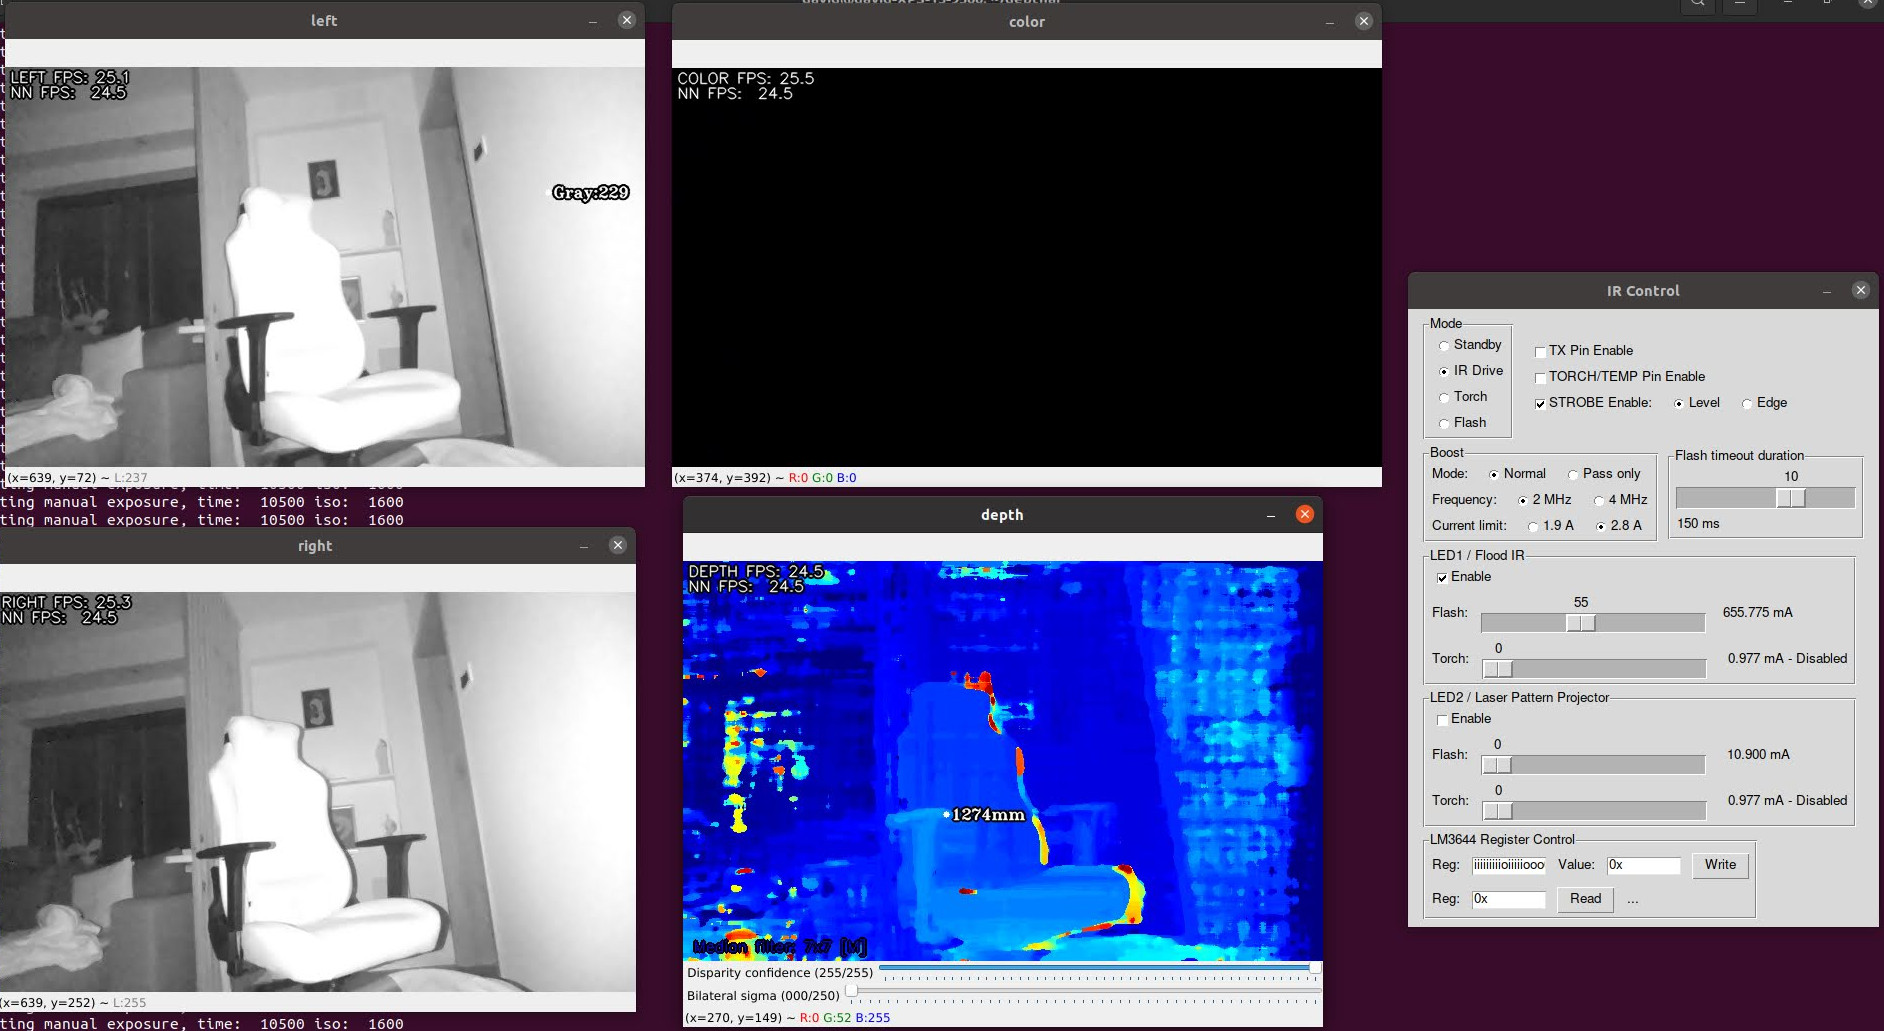 left
LEFT FPS: 25.1
NN FPS: 24.5
Gray:229
(x=639, y=72) ~ L:237
color
COLOR FPS: 25.5
NN FPS: 24.5
(x=374, y=392) ~ R:0 G:0 B:0
ting manual exposure, time: 10500 iso: 1600
ting manual exposure, time: 10500 iso: 1600
right
RIGHT FPS: 25.3
NN FPS: 24.5
(x=639, y=252) ~ L:255
ting manual exposure, time: 10500 iso: 1600
depth
DEPTH FPS: 24.5
NN FPS: 24.5
1274mm
Median filter: 7x7 [M]
Disparity confidence (255/255)
Bilateral sigma (000/250)
(x=270, y=149) ~ R:0 G:52 B:255
IR Control
Mode
Standby
IR Drive
Torch
Flash
TX Pin Enable
TORCH/TEMP Pin Enable
STROBE Enable: Level Edge
Boost
Mode: Normal Pass only
Frequency: 2 MHz 4 MHz
Current limit: 1.9 A 2.8 A
Flash timeout duration
10
150 ms
LED1 / Flood IR
Enable
55
Flash: 655.775 mA
0
Torch: 0.977 mA - Disabled
LED2 / Laser Pattern Projector
Enable
0
Flash: 10.900 mA
0
Torch: 0.977 mA - Disabled
LM3644 Register Control
Reg: Value: 0x Write
Reg: 0x Read ...